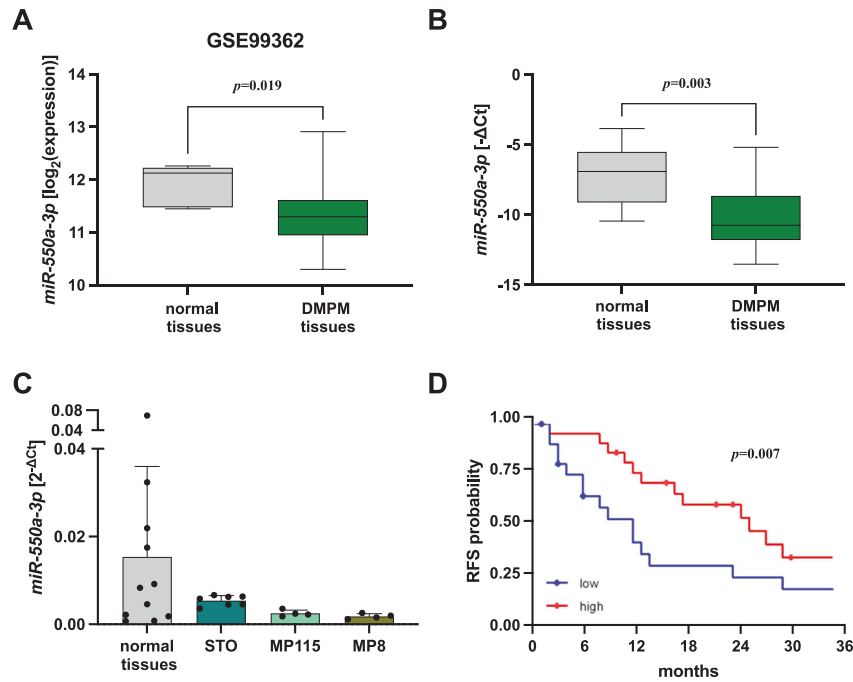 A
GSE99362
miR-550a-3p [log2(expression)]
14
13
12
11
10
p=0.019
normal
tissues
DMPM
tissues
B
miR-550a-3p [-ΔCt]
0
-5
-10
-15
p=0.003
normal
tissues
DMPM
tissues
C
miR-550a-3p [2-ΔCt]
0.08
0.04
0.04
0.02
0.00
normal
tissues
STO
MP115
MP8
D
RFS probability
1.00
0.75
0.50
0.25
p=0.007
low
high
0
6
12
18
24
30
36
months